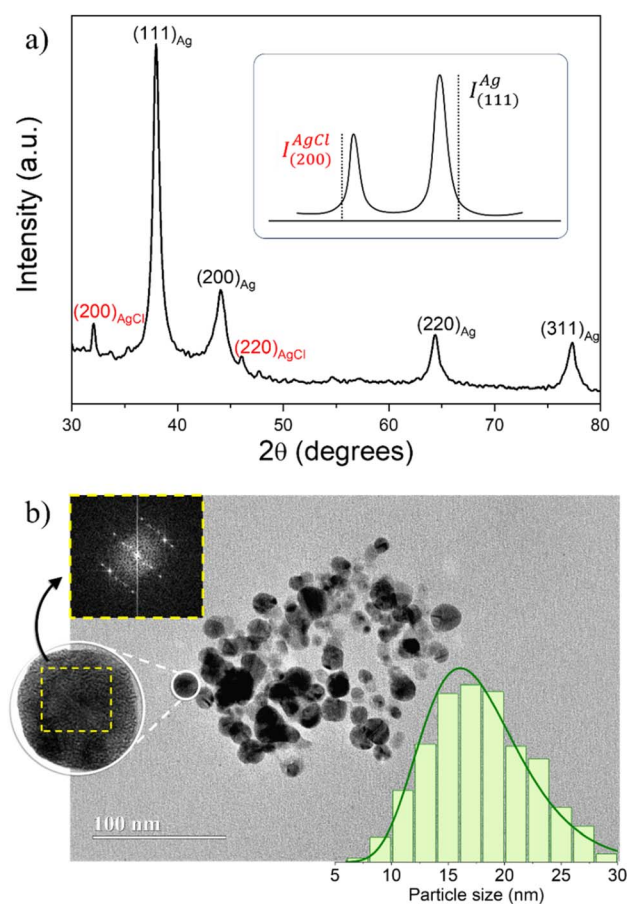 a)
(111)Ag
I(111)Ag
I(200)AgCl
(200)AgCl
(200)Ag
(220)AgCl
(220)Ag
(311)Ag
Intensity (a.u.)
30 40 50 60 70 80
2θ (degrees)
b)
100 nm
5 10 15 20 25 30
Particle size (nm)